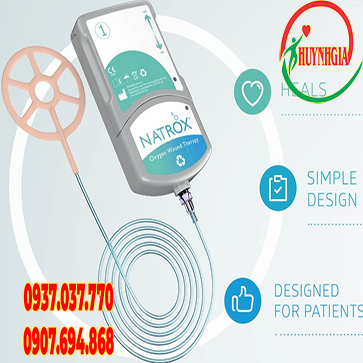 HUYNHGIA
1
NATROX
Oxygen Wound Therapy
HEALS
SIMPLE
DESIGN
DESIGNED
FOR PATIENTS
0937.037.770
0907.694.868